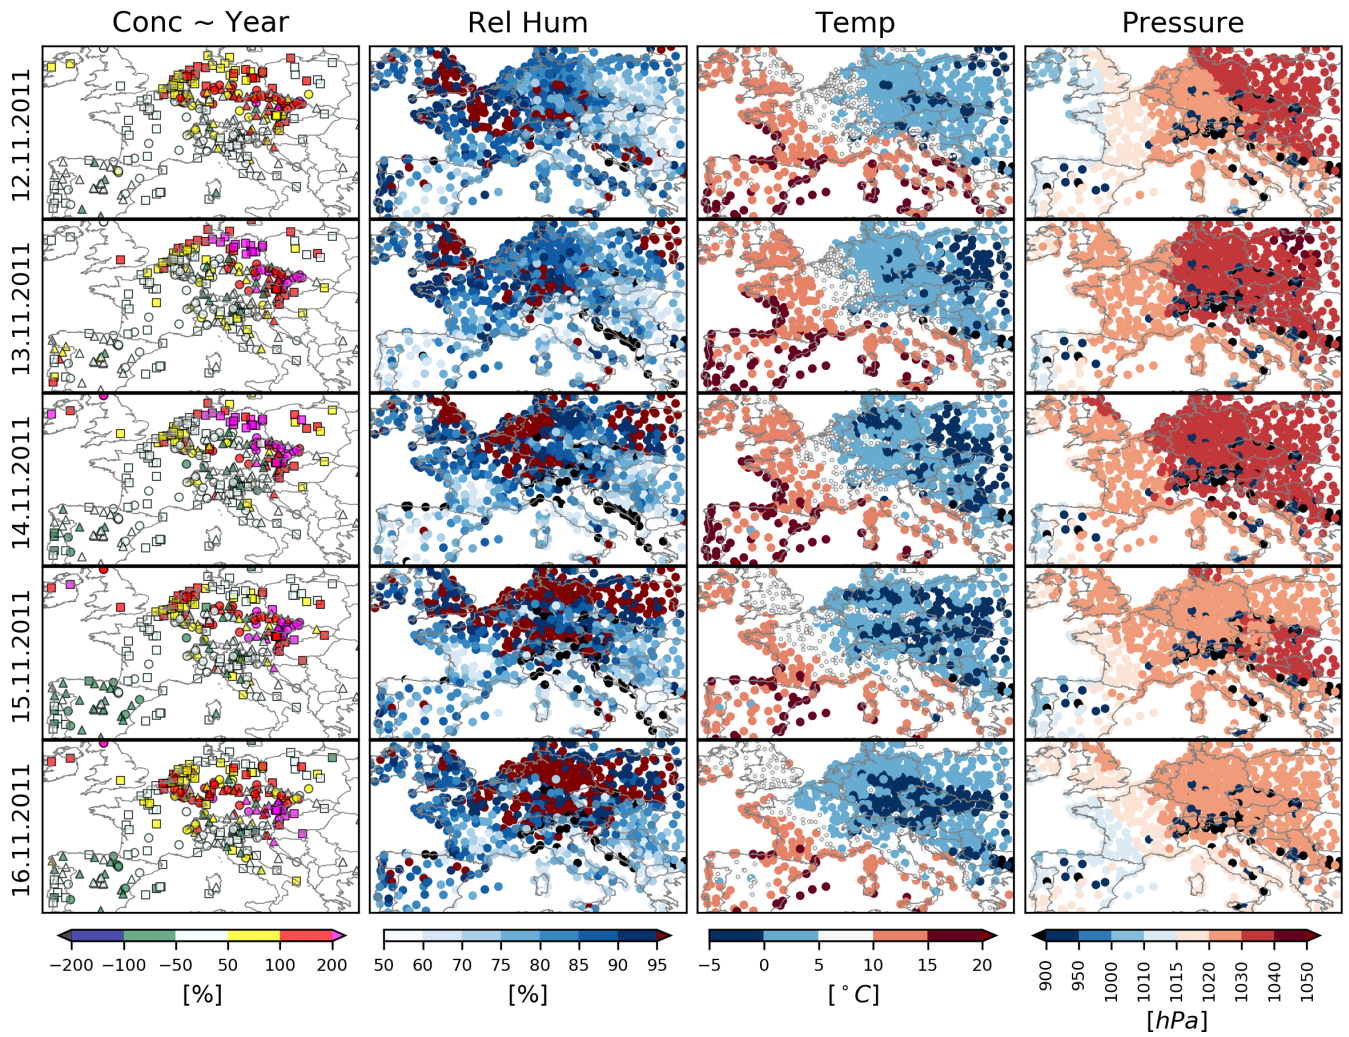 Conc ~ Year
Rel Hum
Temp
Pressure
12.11.2011
13.11.2011
14.11.2011
15.11.2011
16.11.2011
−200 −100 −50 50 100 200
[%]
50 60 70 75 80 85 90 95
[%]
−5 0 5 10 15 20
[°C]
900 950 1000 1010 1015 1020 1030 1040 1050
[hPa]